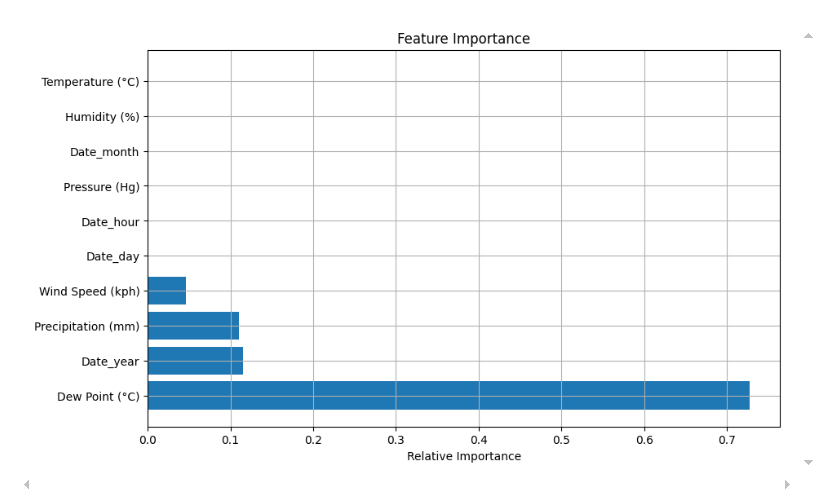 Feature Importance
Temperature (°C)
Humidity (%)
Date_month
Pressure (Hg)
Date_hour
Date_day
Wind Speed (kph)
Precipitation (mm)
Date_year
Dew Point (°C)
0.0 0.1 0.2 0.3 0.4 0.5 0.6 0.7
Relative Importance